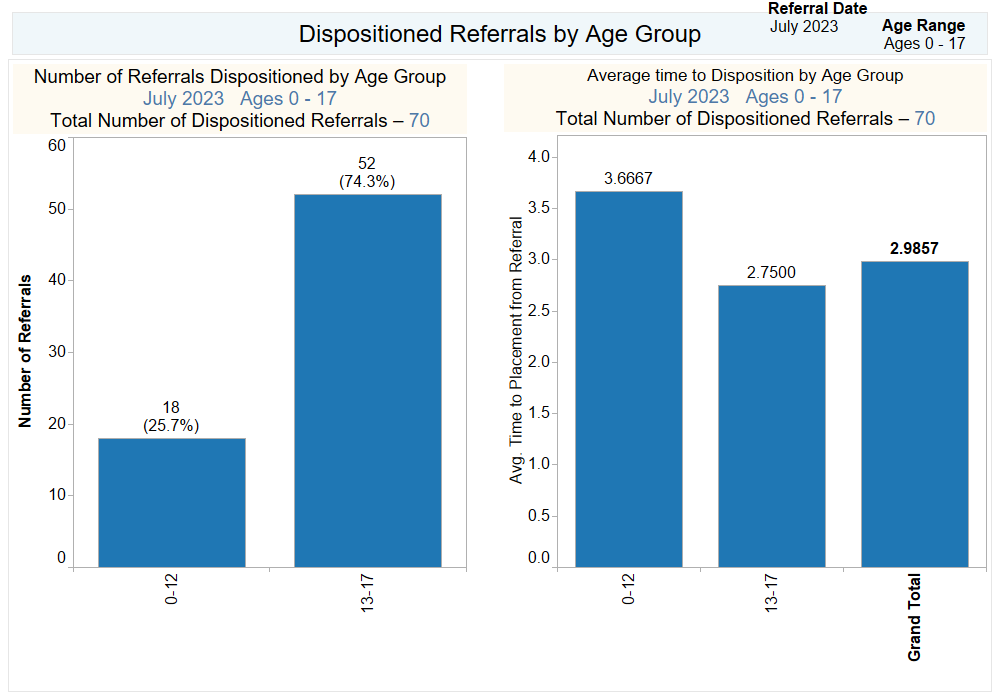 Dispositioned Referrals by Age Group
Referral Date
July 2023
Age Range
Ages 0 - 17
Number of Referrals Dispositioned by Age Group
July 2023 Ages 0 - 17
Total Number of Dispositioned Referrals – 70
Number of Referrals
60
50
40
30
20
10
0
18
(25.7%)
52
(74.3%)
0-12
13-17
Average time to Disposition by Age Group
July 2023 Ages 0 - 17
Total Number of Dispositioned Referrals – 70
Avg. Time to Placement from Referral
4.0
3.5
3.0
2.5
2.0
1.5
1.0
0.5
0.0
3.6667
2.7500
2.9857
0-12
13-17
Grand Total